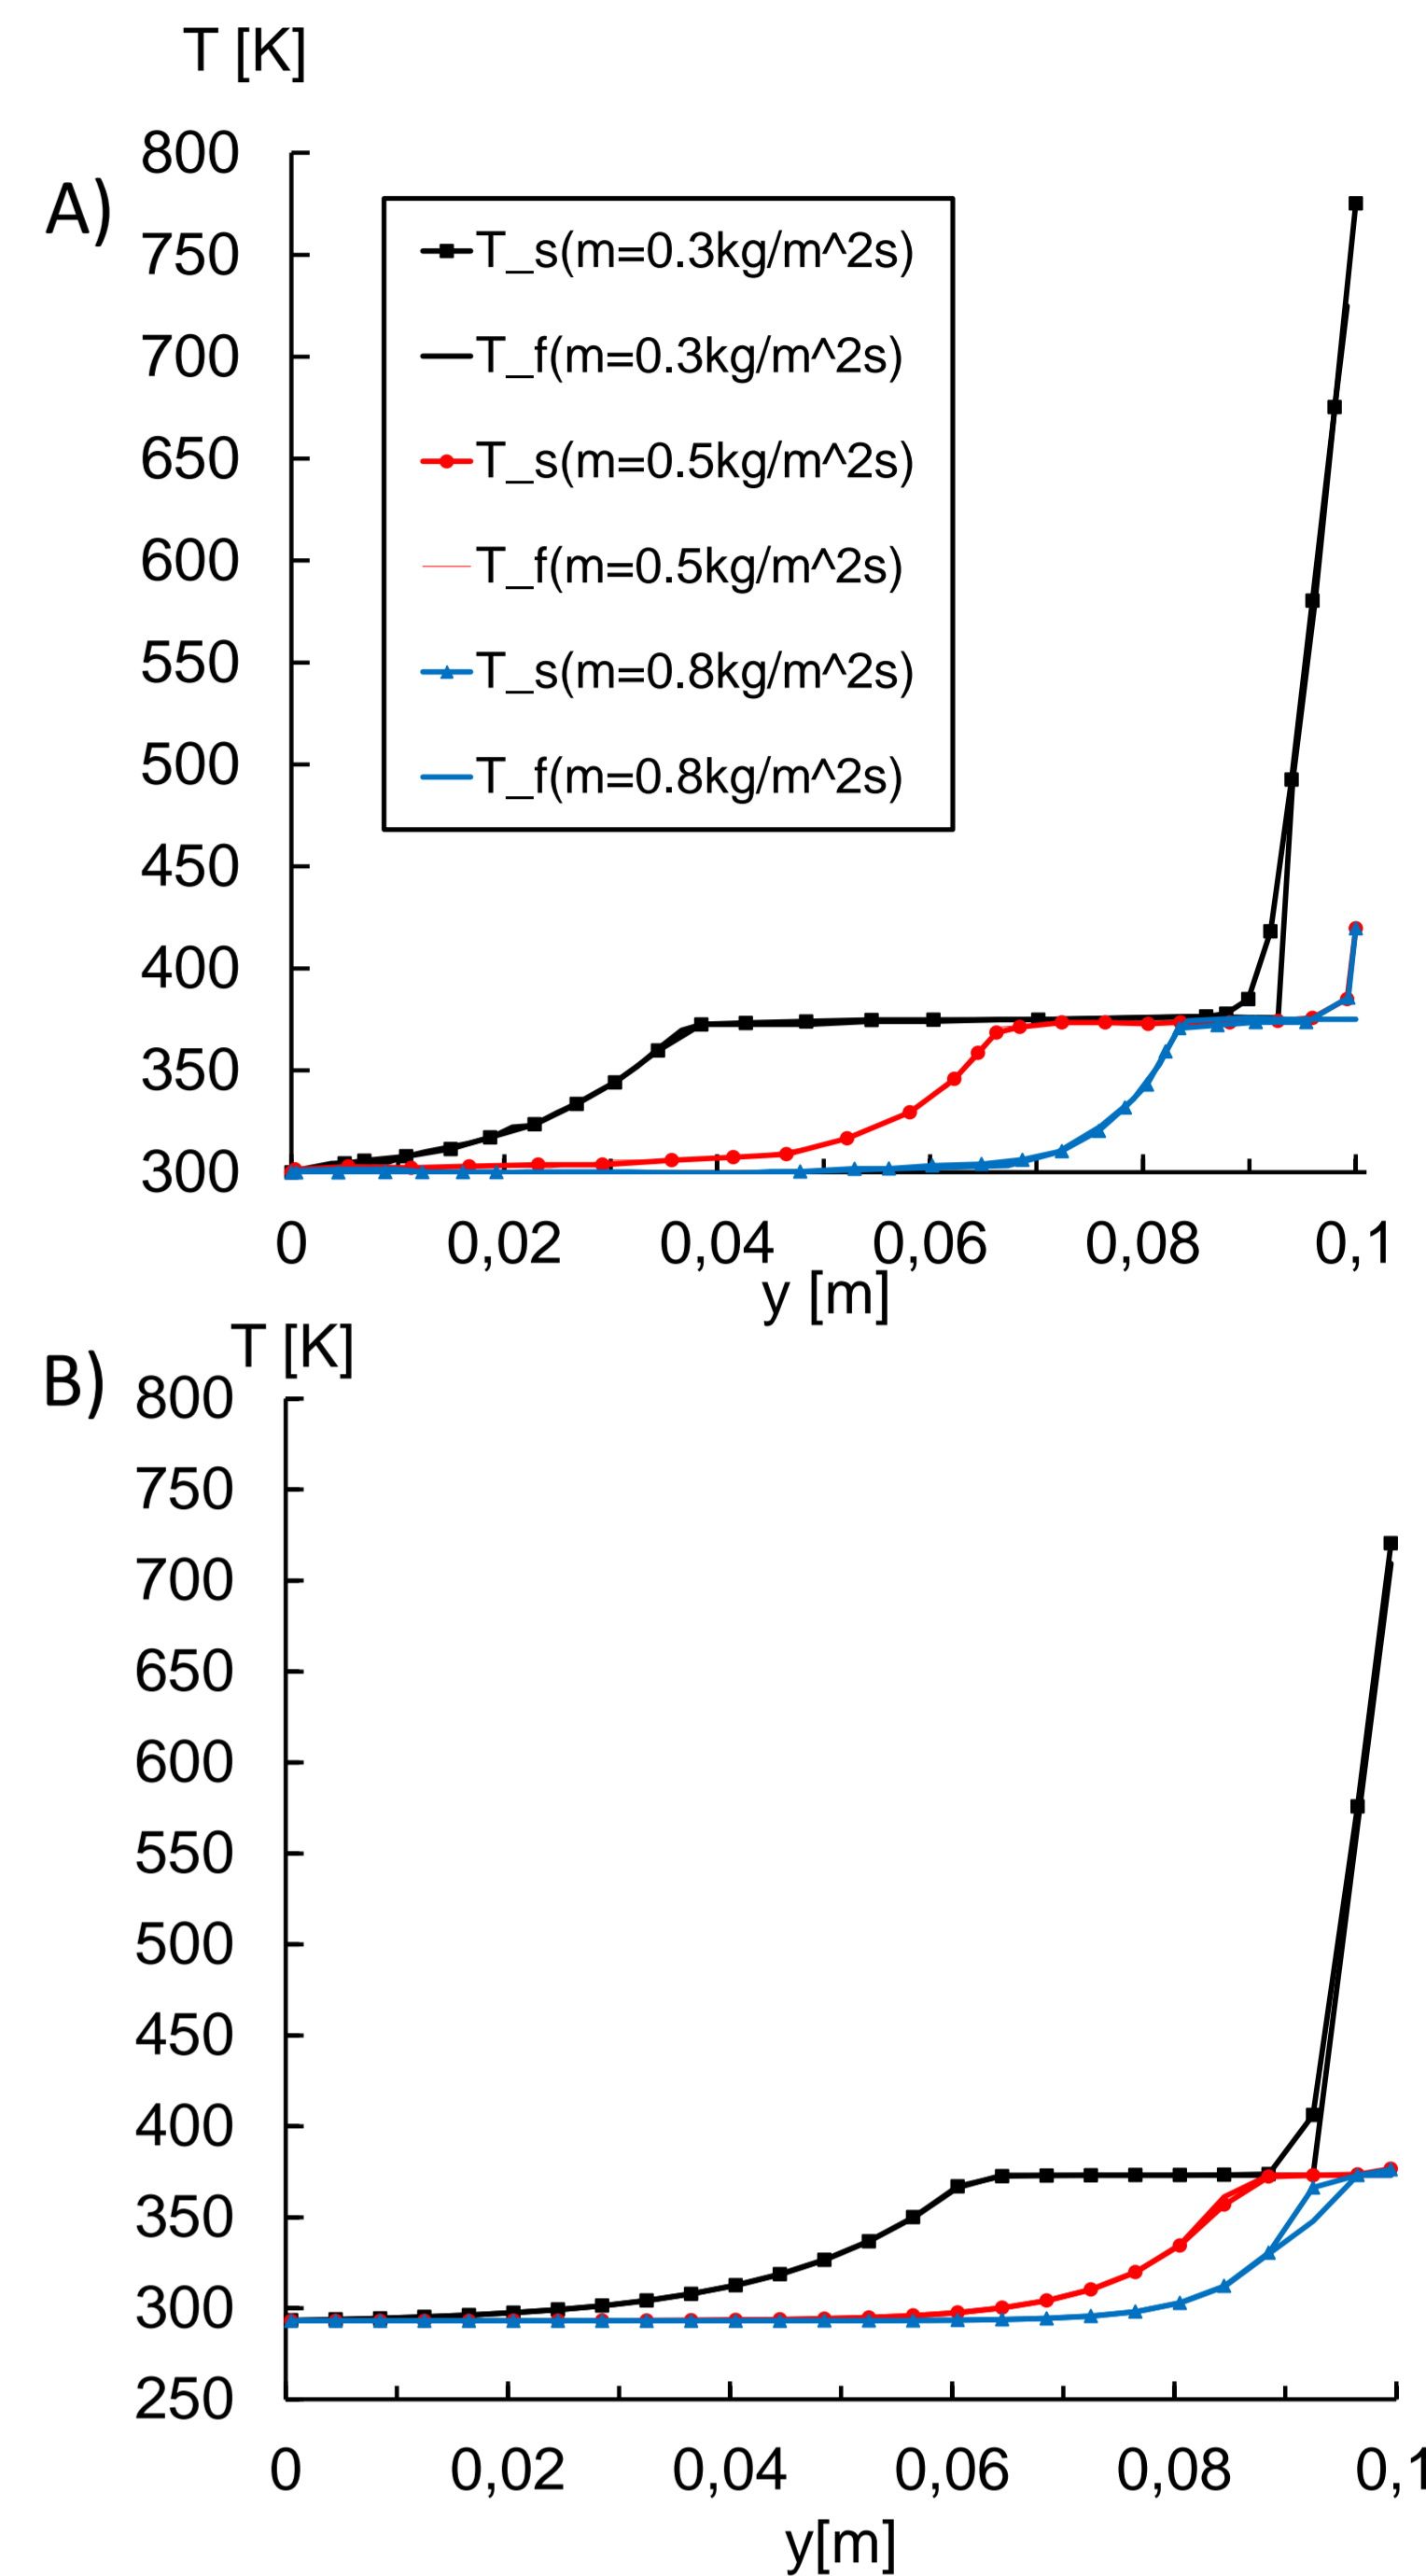 T [K]
A)
800
750
700
650
600
550
500
450
400
350
300
T_s(m=0.3kg/m^2s)
T_f(m=0.3kg/m^2s)
T_s(m=0.5kg/m^2s)
T_f(m=0.5kg/m^2s)
T_s(m=0.8kg/m^2s)
T_f(m=0.8kg/m^2s)
0 0,02 0,04 0,06 0,08 0,1
y [m]
T [K]
B)
800
750
700
650
600
550
500
450
400
350
300
250
0 0,02 0,04 0,06 0,08 0,1
y[m]